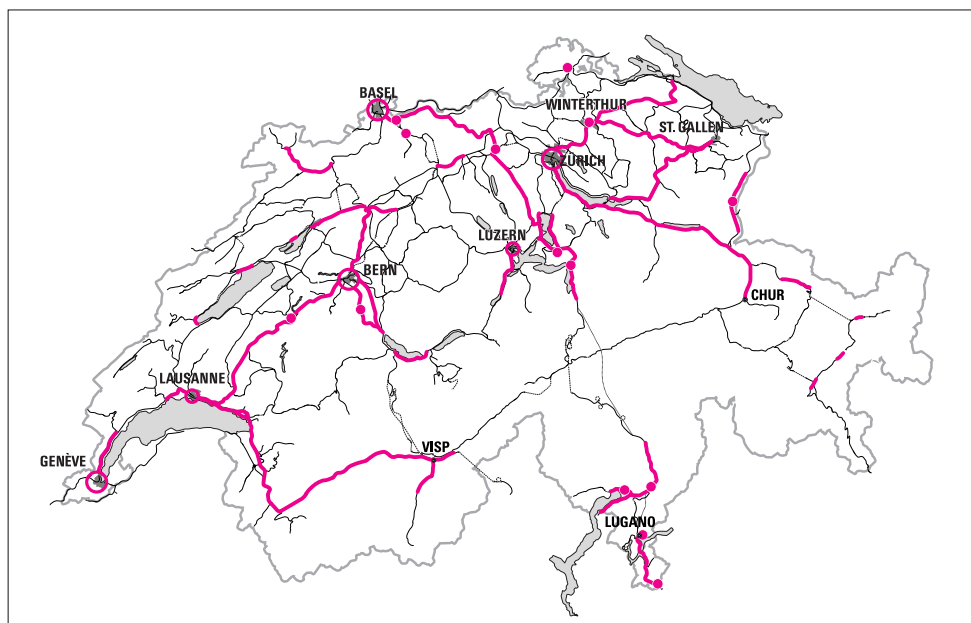 BASEL
WINTERTHUR
ST. GALLEN
ZÜRICH
LUZERN
BERN
CHUR
LAUSANNE
VISP
GENÈVE
LUGANO